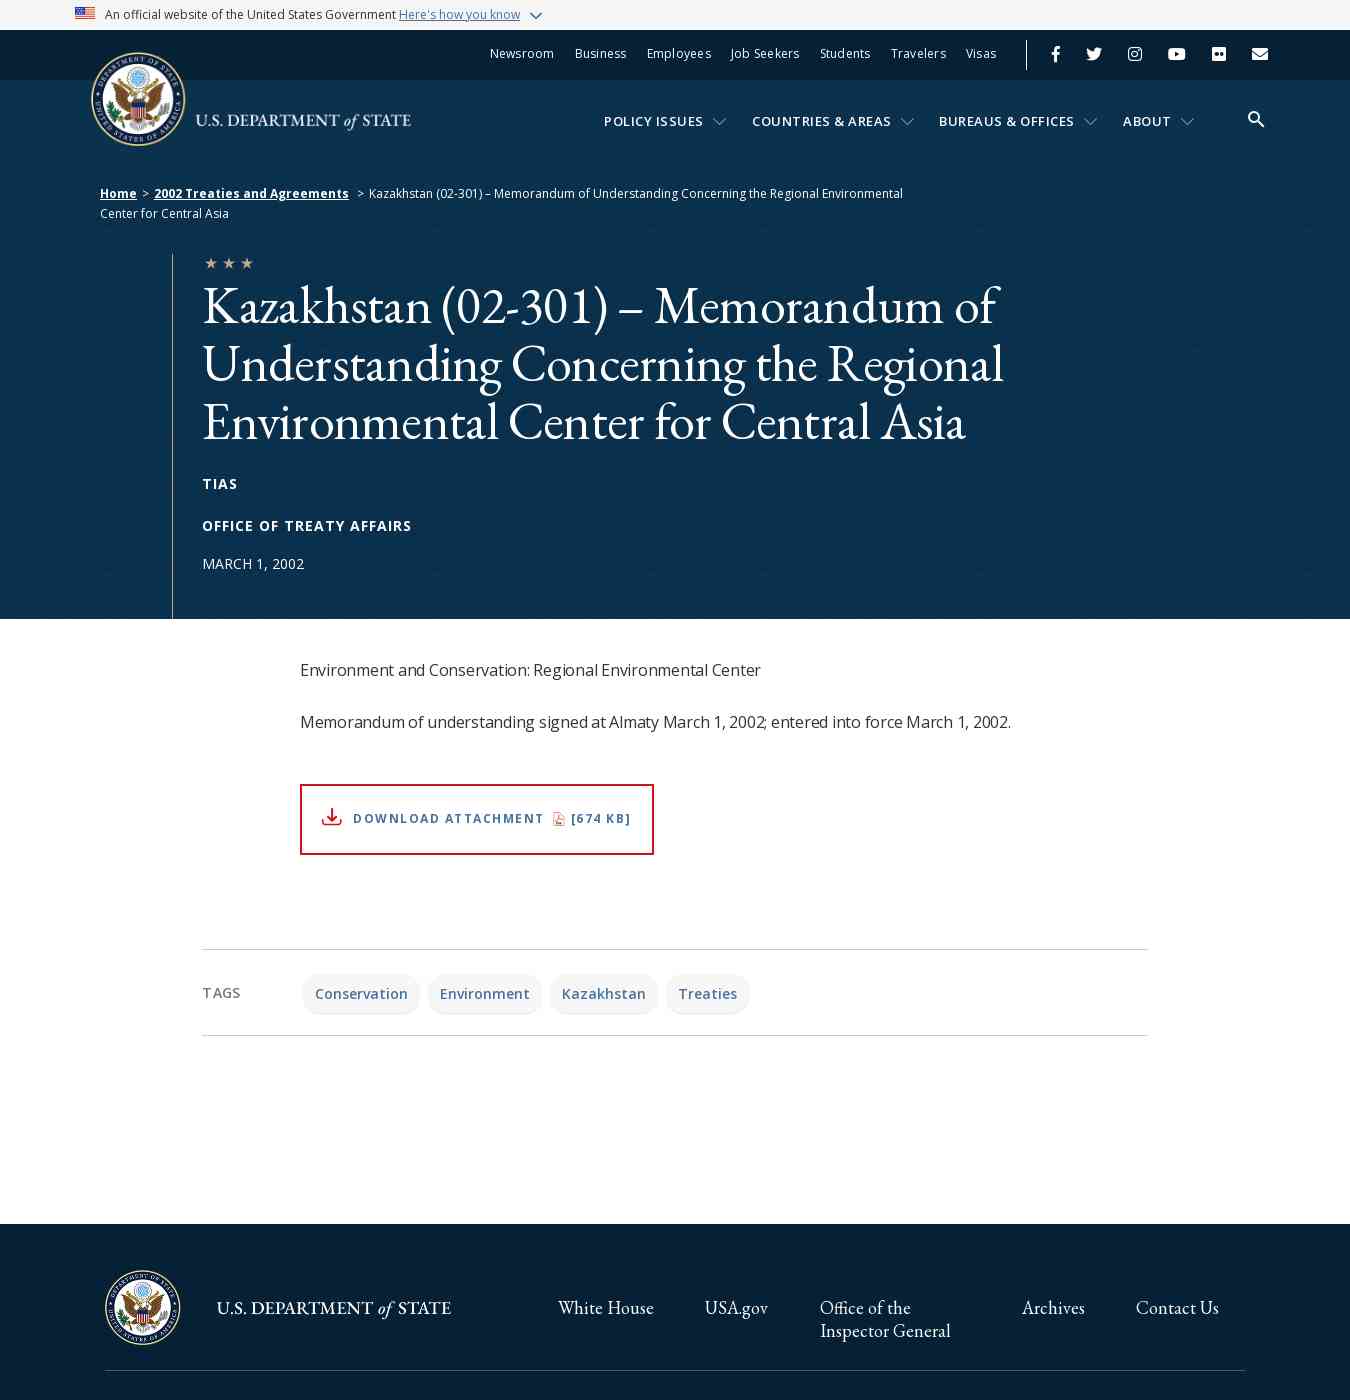 An official website of the United States Government Here's how you know
Newsroom Business Employees Job Seekers Students Travelers Visas
U.S. DEPARTMENT of STATE
POLICY ISSUES COUNTRIES & AREAS BUREAUS & OFFICES ABOUT
Home > 2002 Treaties and Agreements > Kazakhstan (02-301) – Memorandum of Understanding Concerning the Regional Environmental
Center for Central Asia
Kazakhstan (02-301) – Memorandum of
Understanding Concerning the Regional
Environmental Center for Central Asia
TIAS
OFFICE OF TREATY AFFAIRS
MARCH 1, 2002
Environment and Conservation: Regional Environmental Center
Memorandum of understanding signed at Almaty March 1, 2002; entered into force March 1, 2002.
DOWNLOAD ATTACHMENT [674 KB]
TAGS Conservation Environment Kazakhstan Treaties
U.S. DEPARTMENT of STATE
White House USA.gov Office of the Archives Contact Us
Inspector General